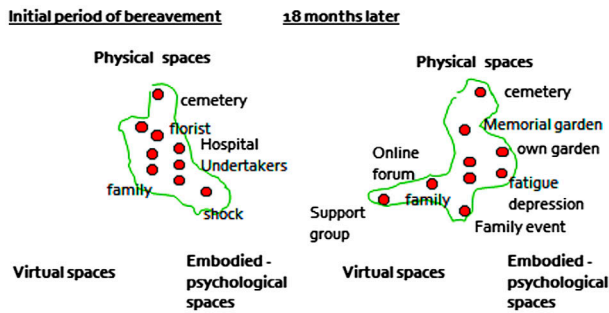 Initial period of bereavement
Physical spaces
cemetery
florist
Hospital
Undertakers
family
shock
Virtual spaces
Embodied -
psychological
spaces
18 months later
Physical spaces
cemetery
Memorial garden
own garden
Online
forum
family
fatigue
depression
Support
group
Family event
Virtual spaces
Embodied -
psychological
spaces